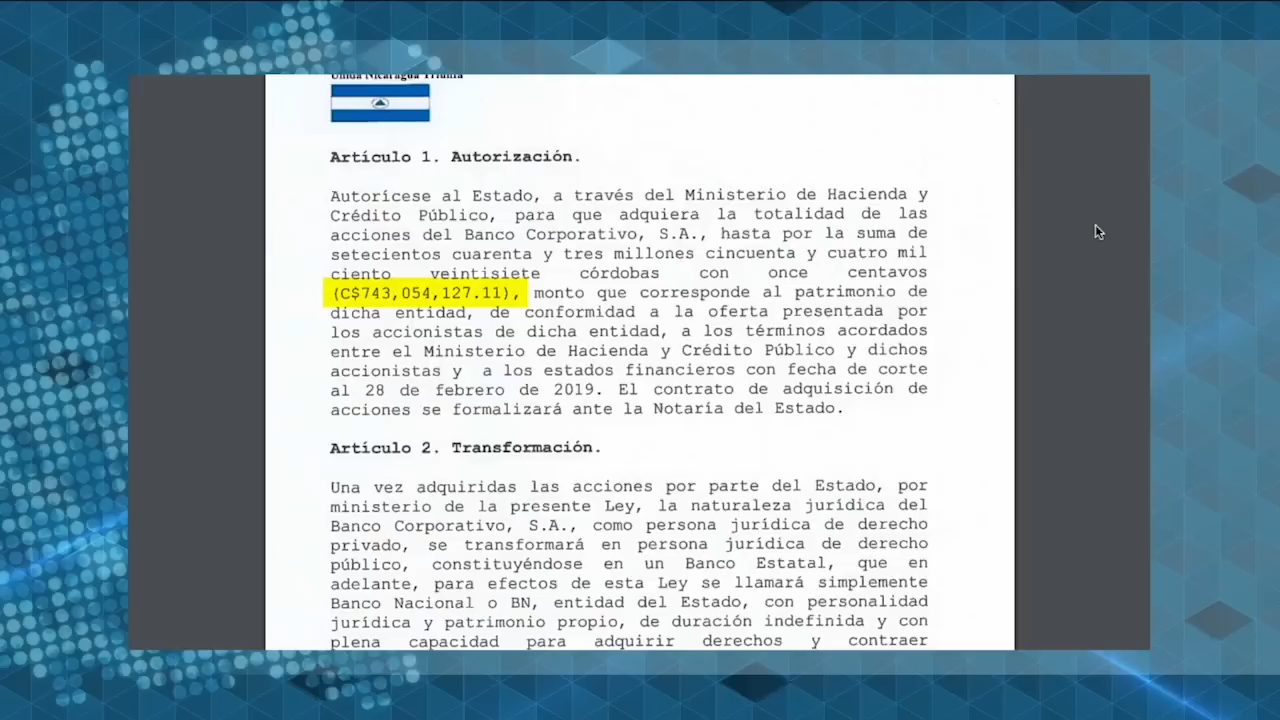 Unida Nicaragua Triunfa
Artículo 1. Autorización.
Autorícese al Estado, a través del Ministerio de Hacienda y
Crédito Público, para que adquiera la totalidad de las
acciones del Banco Corporativo, S.A., hasta por la suma de
setecientos cuarenta y tres millones cincuenta y cuatro mil
ciento veintisiete córdobas con once centavos
(C$743,054,127.11), monto que corresponde al patrimonio de
dicha entidad, de conformidad a la oferta presentada por
los accionistas de dicha entidad, a los términos acordados
entre el Ministerio de Hacienda y Crédito Público y dichos
accionistas y a los estados financieros con fecha de corte
al 28 de febrero de 2019. El contrato de adquisición de
acciones se formalizará ante la Notaría del Estado.
Artículo 2. Transformación.
Una vez adquiridas las acciones por parte del Estado, por
ministerio de la presente Ley, la naturaleza jurídica del
Banco Corporativo, S.A., como persona jurídica de derecho
privado, se transformará en persona jurídica de derecho
público, constituyéndose en un Banco Estatal, que en
adelante, para efectos de esta Ley se llamará simplemente
Banco Nacional o BN, entidad del Estado, con personalidad
jurídica y patrimonio propio, de duración indefinida y con
plena capacidad para adquirir derechos y contraer